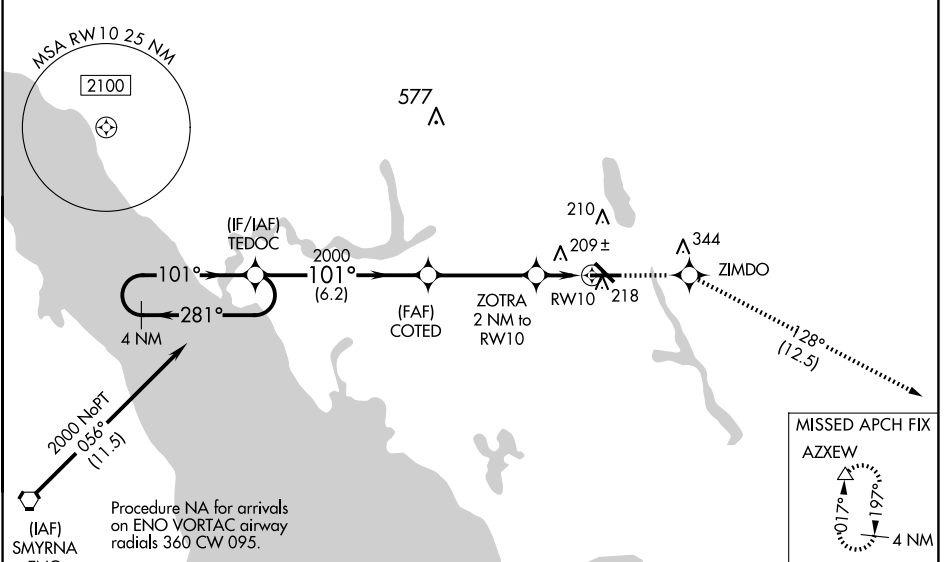 MSA RW10 25 NM
2100
577
(IF/IAF)
TEDOC
2000
101°
(6.2)
101°
281°
4 NM
(FAF)
COTED
ZOTRA
2 NM to
RW10
209 ±
210
RW10
218
344
ZIMDO
128°
(12.5)
2000 NoPT
056°
(11.5)
(IAF)
SMYRNA
Procedure NA for arrivals
on ENO VORTAC airway
radials 360 CW 095.
MISSED APCH FIX
AZXEW
017°
197°
4 NM